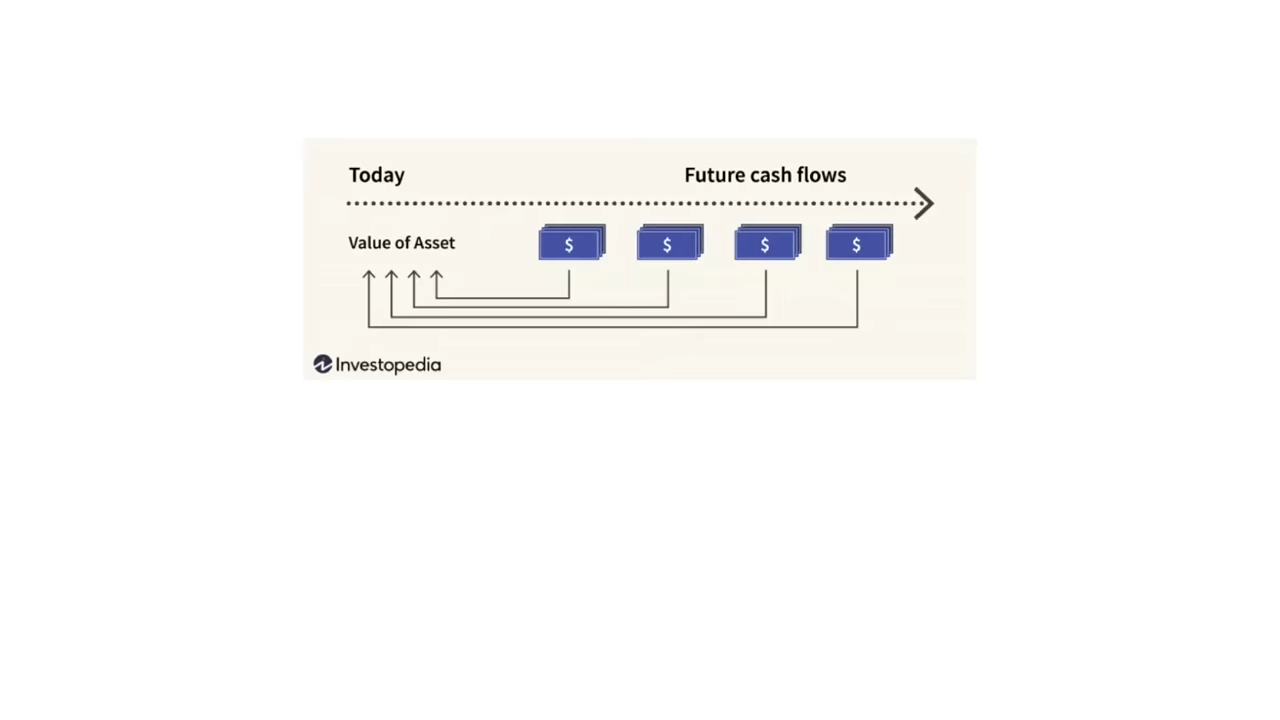 Today
Future cash flows
Value of Asset
$
$
$
$
Investopedia